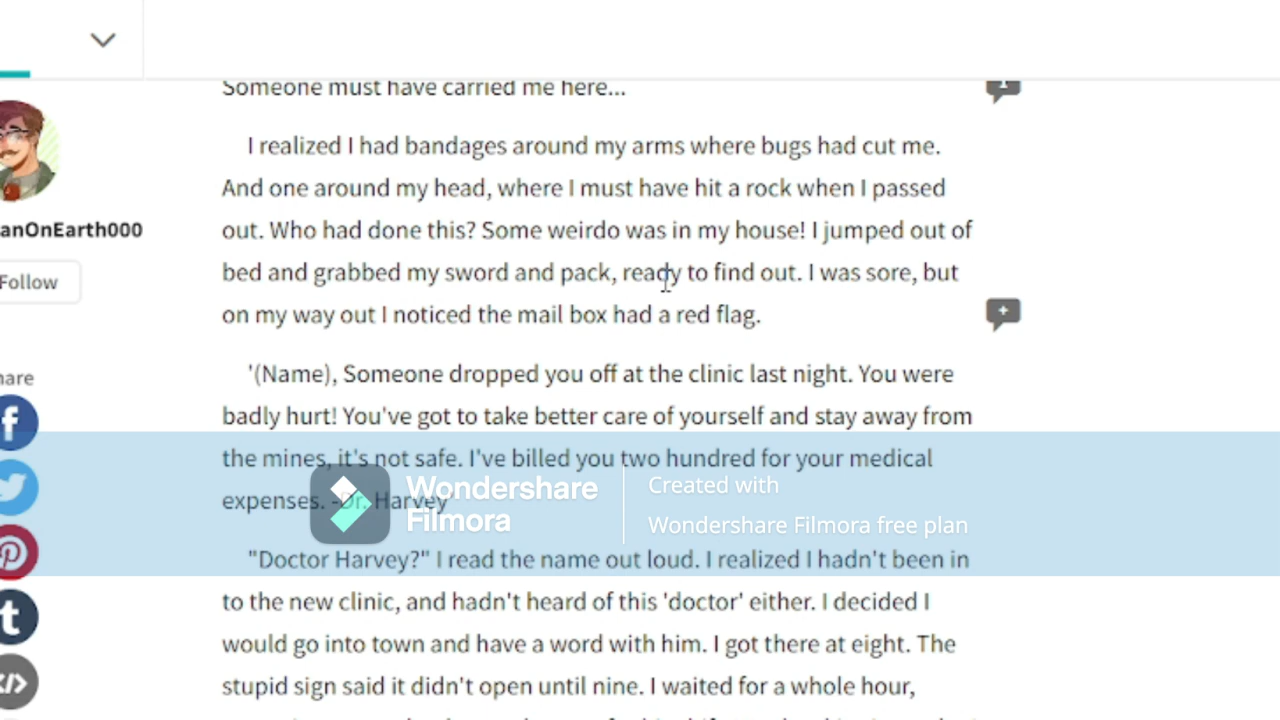 Someone must have carried me here...
1
I realized I had bandages around my arms where bugs had cut me.
And one around my head, where I must have hit a rock when I passed
anOnEarth000
out. Who had done this? Some weirdo was in my house! I jumped out of
Follow
bed and grabbed my sword and pack, ready to find out. I was sore, but
on my way out I noticed the mail box had a red flag.
+
hare
'(Name), Someone dropped you off at the clinic last night. You were
badly hurt! You've got to take better care of yourself and stay away from
the mines, it's not safe. I've billed you two hundred for your medical
expenses. -Dr. Harvey'
Wondershare
Filmora
Created with
Wondershare Filmora free plan
"Doctor Harvey?" I read the name out loud. I realized I hadn't been in
to the new clinic, and hadn't heard of this 'doctor' either. I decided I
would go into town and have a word with him. I got there at eight. The
stupid sign said it didn't open until nine. I waited for a whole hour,